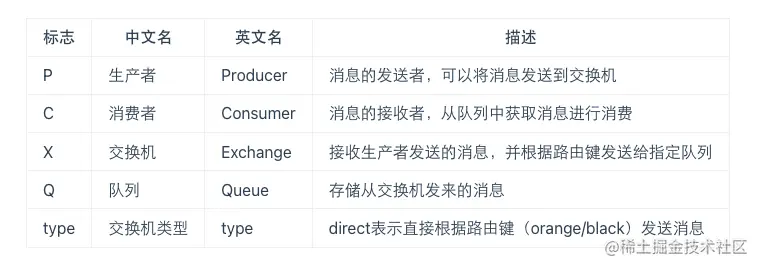 标志 中文名 英文名 描述
P 生产者 Producer 消息的发送者，可以将消息发送到交换机
C 消费者 Consumer 消息的接收者，从队列中获取消息进行消费
X 交换机 Exchange 接收生产者发送的消息，并根据路由键发送给指定队列
Q 队列 Queue 存储从交换机发来的消息
type 交换机类型 type direct表示直接根据路由键（orange/black）发送消息
@稀土掘金技术社区